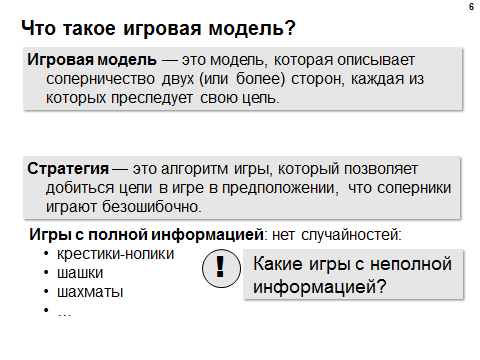 6
Что такое игровая модель?
Игровая модель — это модель, которая описывает
соперничество двух (или более) сторон, каждая из
которых преследует свою цель.
Стратегия — это алгоритм игры, который позволяет
добиться цели в игре в предположении, что соперники
играют безошибочно.
Игры с полной информацией: нет случайностей:
• крестики-нолики
• шашки
• шахматы
• ...
!
Какие игры с неполной
информацией?